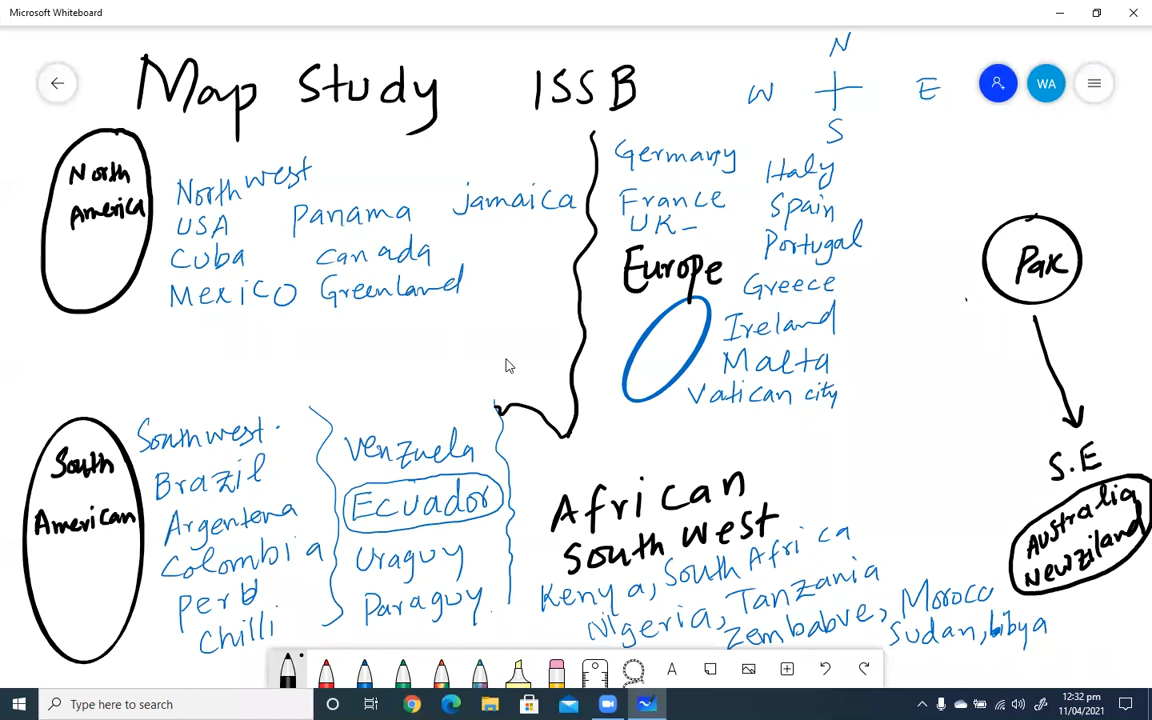 Microsoft Whiteboard
Map Study ISSB
N
W E
S
WA
North
America
Northwest
USA
Cuba
Mexico
Panama
Canada
Greenland
jamaica
Germany
France
UK-
Europe
Italy
Spain
Portugal
Greece
Ireland
Malta
Vatican city
Pak
S.E
Australia
Newziland
South
American
Southwest.
Brazil
Argentena
Colombia
Peru
Chilli
Venzuela
Ecuador
Uraguy
Paraguy.
African
South west
Kenya, South Africa
Nigeria, Tanzania
Zembabve, Morocc
Sudan, libya
A
Type here to search
12:32 pm
11/04/2021